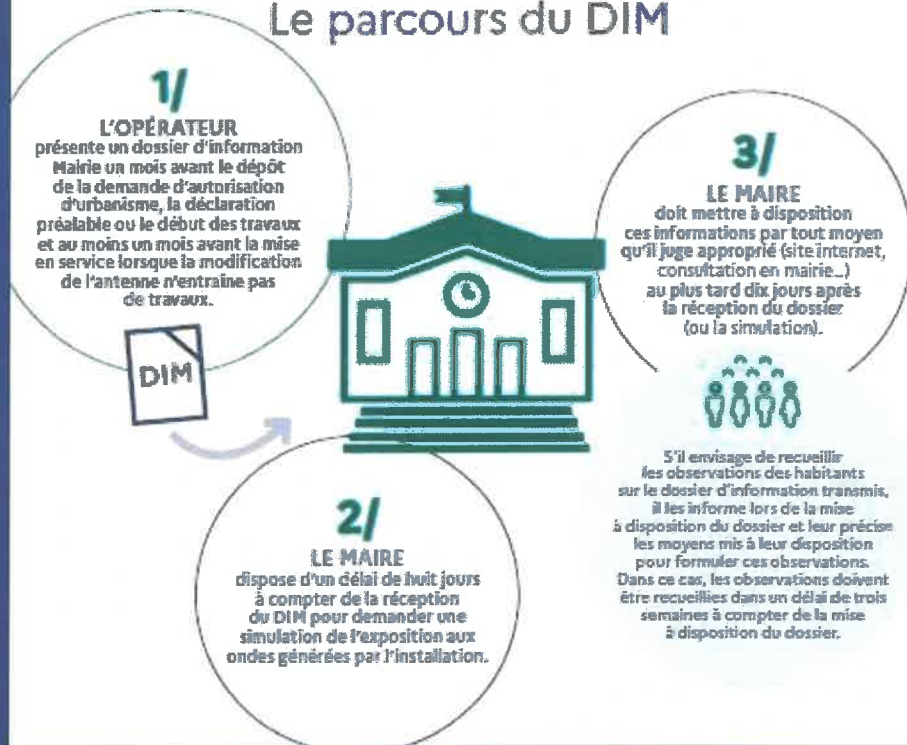 Le parcours du DIM
1/
L'OPÉRATEUR
présente un dossier d'information
Mairie un mois avant le dépôt
de la demande d'autorisation
d'urbanisme, la déclaration
préalable ou le début des travaux
et au moins un mois avant la mise
en service lorsque la modification
de l'antenne n'entraîne pas
de travaux.
DIM
2/
LE MAIRE
dispose d'un délai de huit jours
à compter de la réception
du DIM pour demander une
simulation de l'exposition aux
ondes générées par l'installation.
3/
LE MAIRE
doit mettre à disposition
ces informations par tout moyen
qu'il juge approprié (site internet,
consultation en mairie...)
au plus tard dix jours après
la réception du dossier
(ou la simulation).
S'il envisage de recueillir
les observations des habitants
sur le dossier d'information transmis,
il les informe lors de la mise
à disposition du dossier et leur précise
les moyens mis à leur disposition
pour formuler ces observations.
Dans ce cas, les observations doivent
être recueillies dans un délai de trois
semaines à compter de la mise
à disposition du dossier.